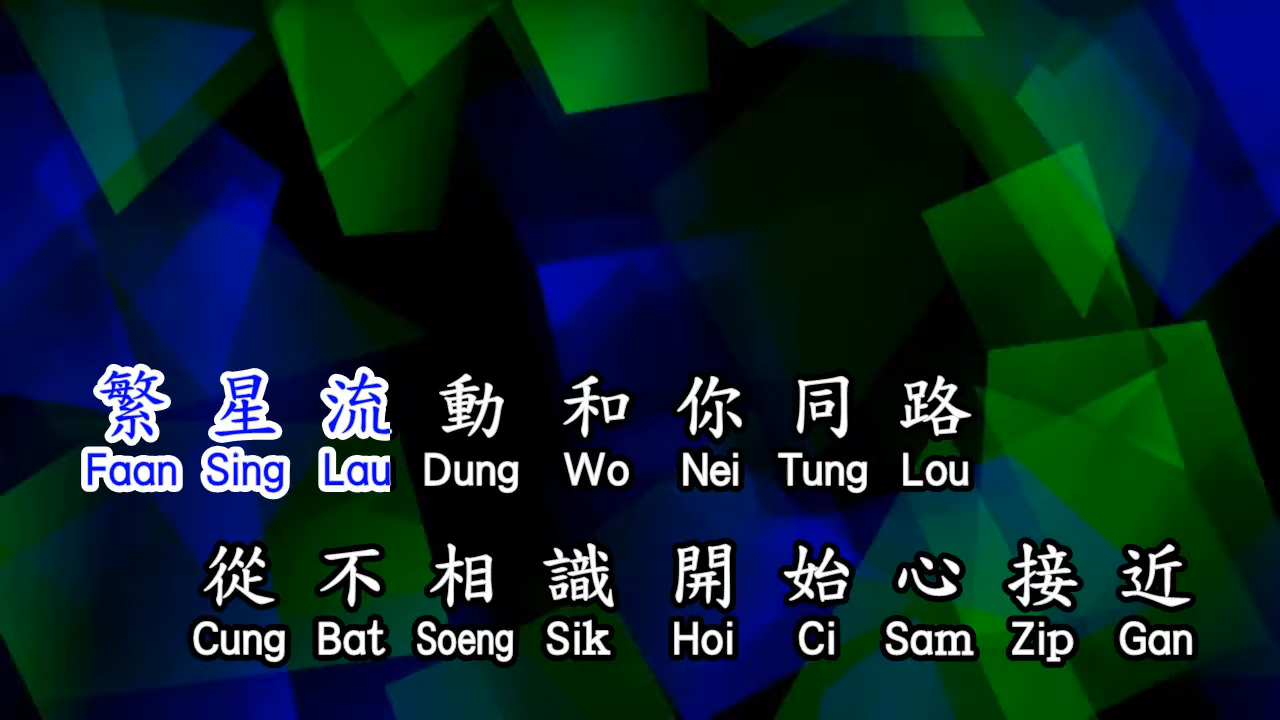 繁 星 流 動 和 你 同 路
Faan Sing Lau Dung Wo Nei Tung Lou
從 不 相 識 開 始 心 接 近
Cung Bat Soeng Sik Hoi Ci Sam Zip Gan